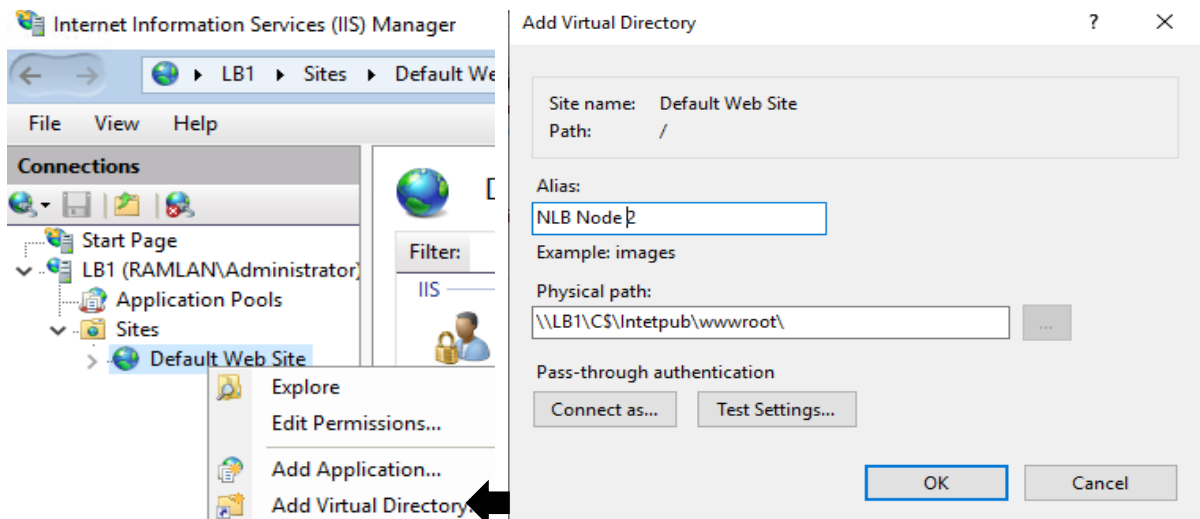 Internet Information Services (IIS) Manager
LB1 Sites Default We
File View Help
Connections
Start Page
LB1 (RAMLAN\Administrator)
Application Pools
Sites
Default Web Site
Filter:
IIS
Explore
Edit Permissions...
Add Application...
Add Virtual Directory
Add Virtual Directory
?
Site name: Default Web Site
Path: /
Alias:
NLB Node 2
Example: images
Physical path:
\\LB1\C$\Intetpub\wwwroot\
...
Pass-through authentication
Connect as... Test Settings...
OK Cancel